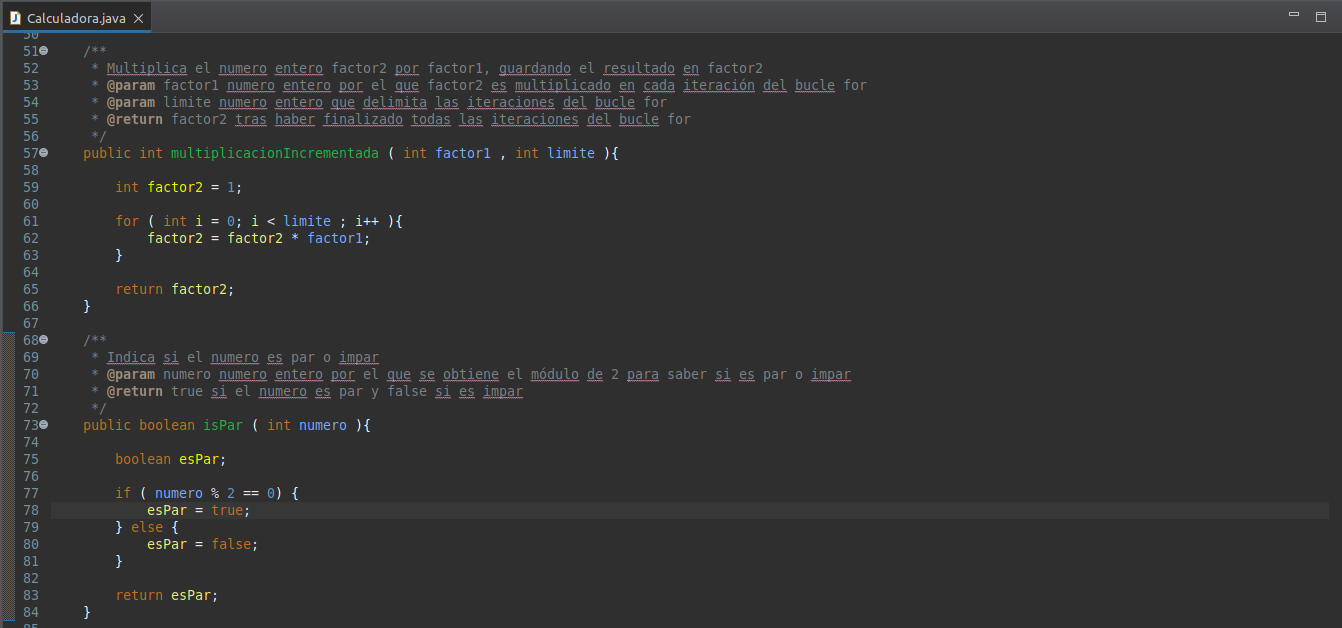 Calculadora.java
50
51 /**
52 * Multiplica el numero entero factor2 por factor1, guardando el resultado en factor2
53 * @param factor1 numero entero por el que factor2 es multiplicado en cada iteración del bucle for
54 * @param limite numero entero que delimita las iteraciones del bucle for
55 * @return factor2 tras haber finalizado todas las iteraciones del bucle for
56 */
57 public int multiplicacionIncrementada ( int factor1 , int limite ){
58
59 int factor2 = 1;
60
61 for ( int i = 0; i < limite ; i++ ){
62 factor2 = factor2 * factor1;
63 }
64
65 return factor2;
66 }
67
68 /**
69 * Indica si el numero es par o impar
70 * @param numero numero entero por el que se obtiene el módulo de 2 para saber si es par o impar
71 * @return true si el numero es par y false si es impar
72 */
73 public boolean isPar ( int numero ){
74
75 boolean esPar;
76
77 if ( numero % 2 == 0) {
78 esPar = true;
79 } else {
80 esPar = false;
81 }
82
83 return esPar;
84 }
85